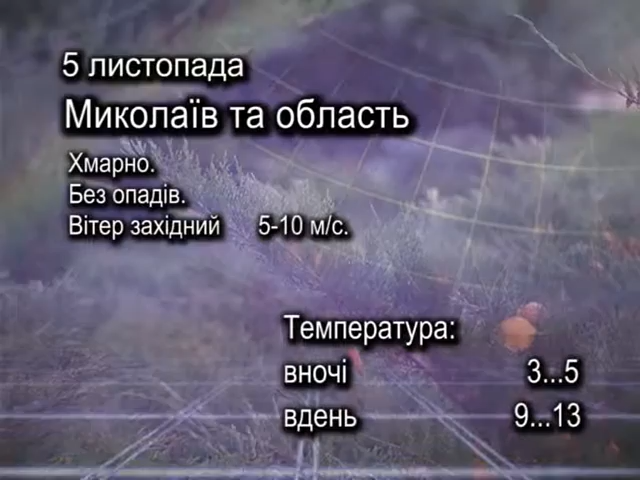 5 листопада
Миколаїв та область
Хмарно.
Без опадів.
Вітер західний 5-10 м/с.
Температура:
вночі 3...5
вдень 9...13